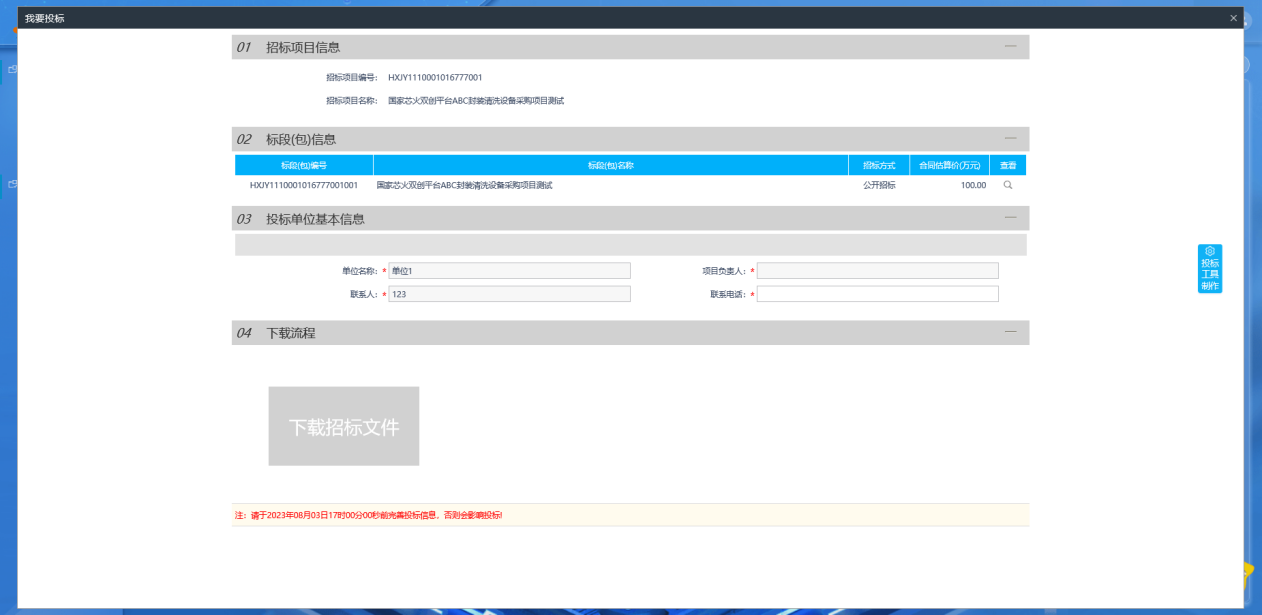 我要投标
01 招标项目信息
招标项目编号： HXJY1110001016777001
招标项目名称： 国家芯火双创平台ABC封装清洗设备采购项目测试
02 标段(包)信息
标段(包)编号 标段(包)名称 招标方式 合同估算价(万元) 查看
HXJY1110001016777001001 国家芯火双创平台ABC封装清洗设备采购项目测试 公开招标 100.00
03 投标单位基本信息
单位名称：* 单位1 项目负责人：*
联系人：* 123 联系电话：*
投标
工具
制作
04 下载流程
下载招标文件
注：请于2023年08月03日17时00分00秒前完善投标信息，否则会影响投标!